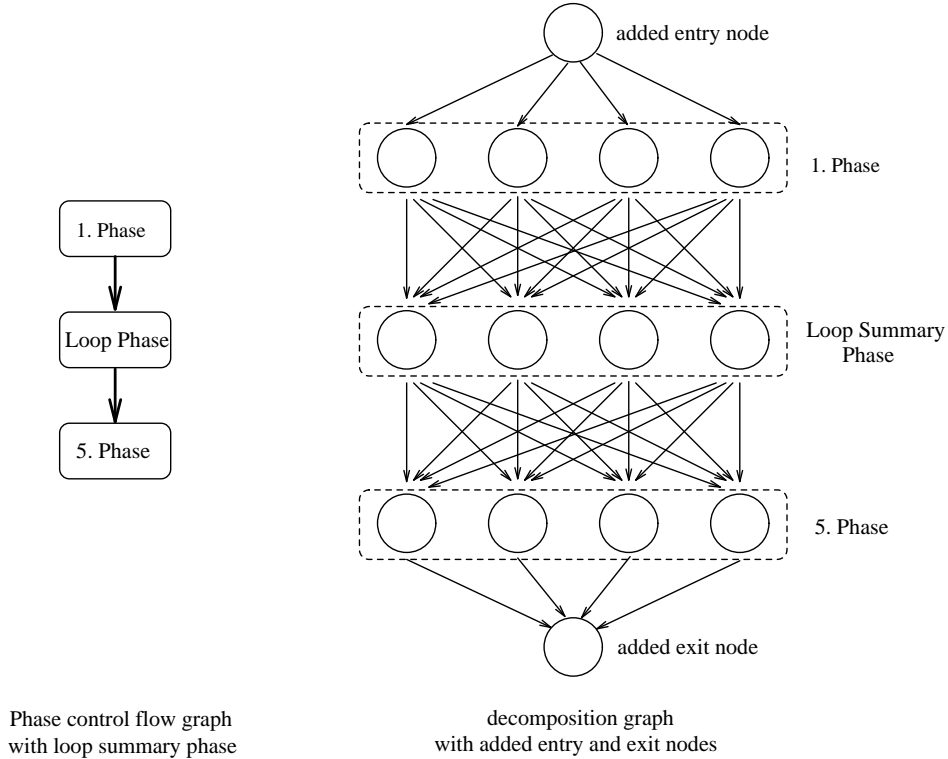 added entry node
1. Phase
1. Phase
Loop Phase
5. Phase
Loop Summary
Phase
5. Phase
added exit node
Phase control flow graph
with loop summary phase
decomposition graph
with added entry and exit nodes